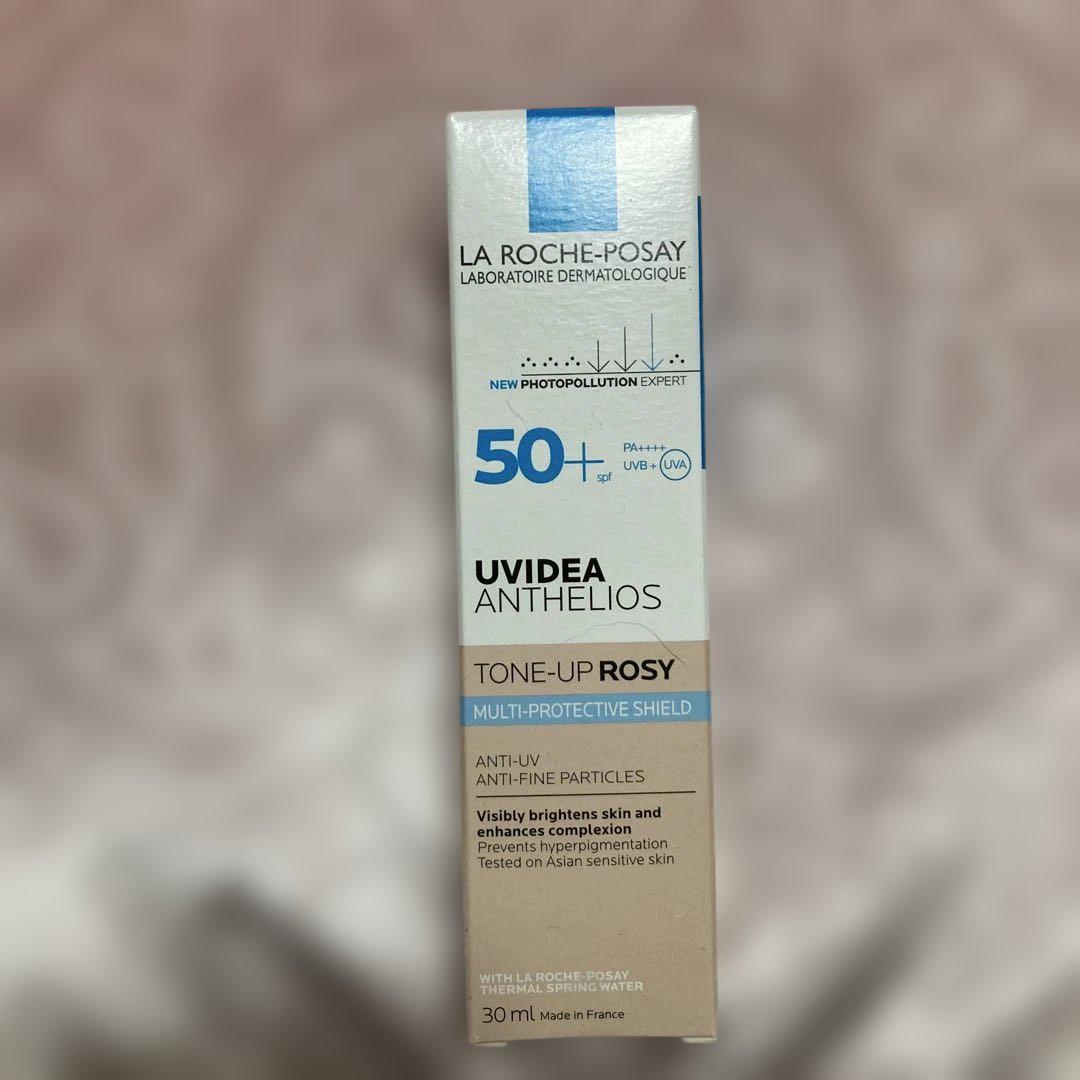 LA ROCHE-POSAY
LABORATOIRE DERMATOLOGIQUE
NEW PHOTOPOLLUTION EXPERT
50+ spf
PA++++
UVB + UVA
UVIDEA
ANTHELIOS
TONE-UP ROSY
MULTI-PROTECTIVE SHIELD
ANTI-UV
ANTI-FINE PARTICLES
Visibly brightens skin and
enhances complexion
Prevents hyperpigmentation
Tested on Asian sensitive skin
WITH LA ROCHE-POSAY
THERMAL SPRING WATER
30 ml Made in France